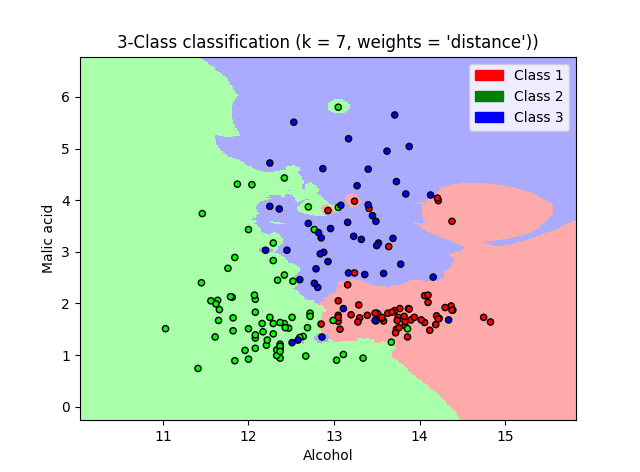 3-Class classification (k = 7, weights = 'distance'))
Class 1
Class 2
Class 3
6
5
4
3
2
1
0
Malic acid
11 12 13 14 15
Alcohol